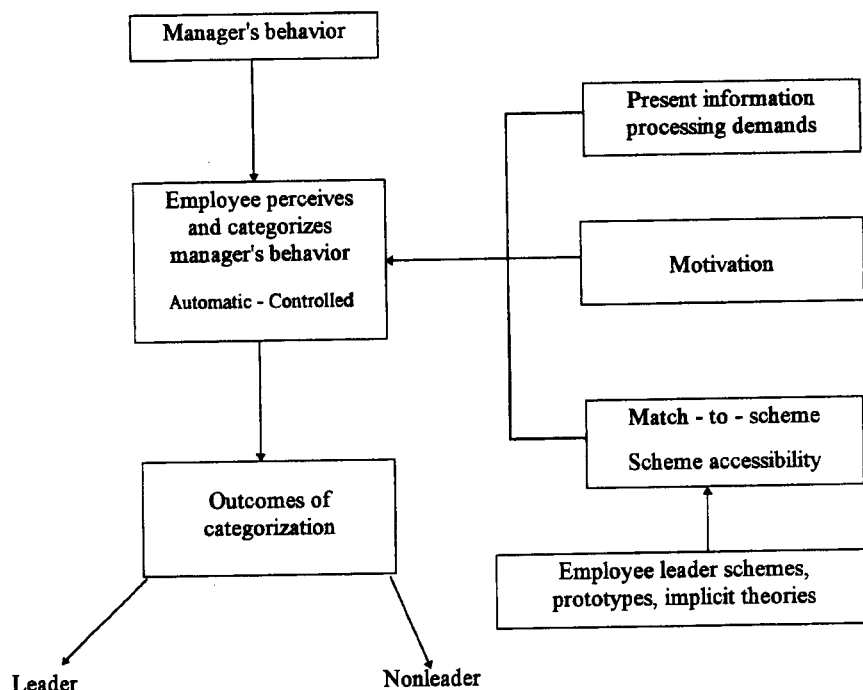 Manager's behavior
Present information
processing demands
Employee perceives
and categorizes
manager's behavior
Automatic - Controlled
Motivation
Match - to - scheme
Scheme accessibility
Outcomes of
categorization
Employee leader schemes,
prototypes, implicit theories
Leader
Nonleader